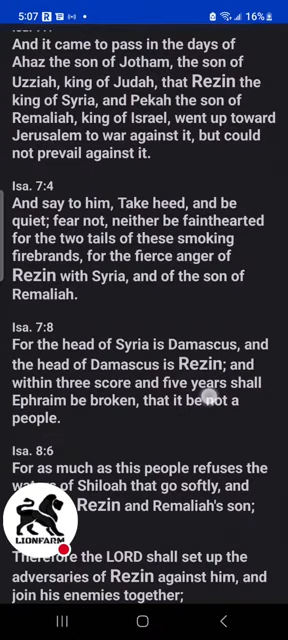 5:07
16%
Isa. 7:1
And it came to pass in the days of
Ahaz the son of Jotham, the son of
Uzziah, king of Judah, that Rezin the
king of Syria, and Pekah the son of
Remaliah, king of Israel, went up toward
Jerusalem to war against it, but could
not prevail against it.
Isa. 7:4
And say to him, Take heed, and be
quiet; fear not, neither be fainthearted
for the two tails of these smoking
firebrands, for the fierce anger of
Rezin with Syria, and of the son of
Remaliah.
Isa. 7:8
For the head of Syria is Damascus, and
the head of Damascus is Rezin; and
within three score and five years shall
Ephraim be broken, that it be not a
people.
Isa. 8:6
For as much as this people refuses the
of Shiloah that go softly, and
Rezin and Remaliah's son;
LIONFARM
Therefore the LORD shall set up the
adversaries of Rezin against him, and
join his enemies together;